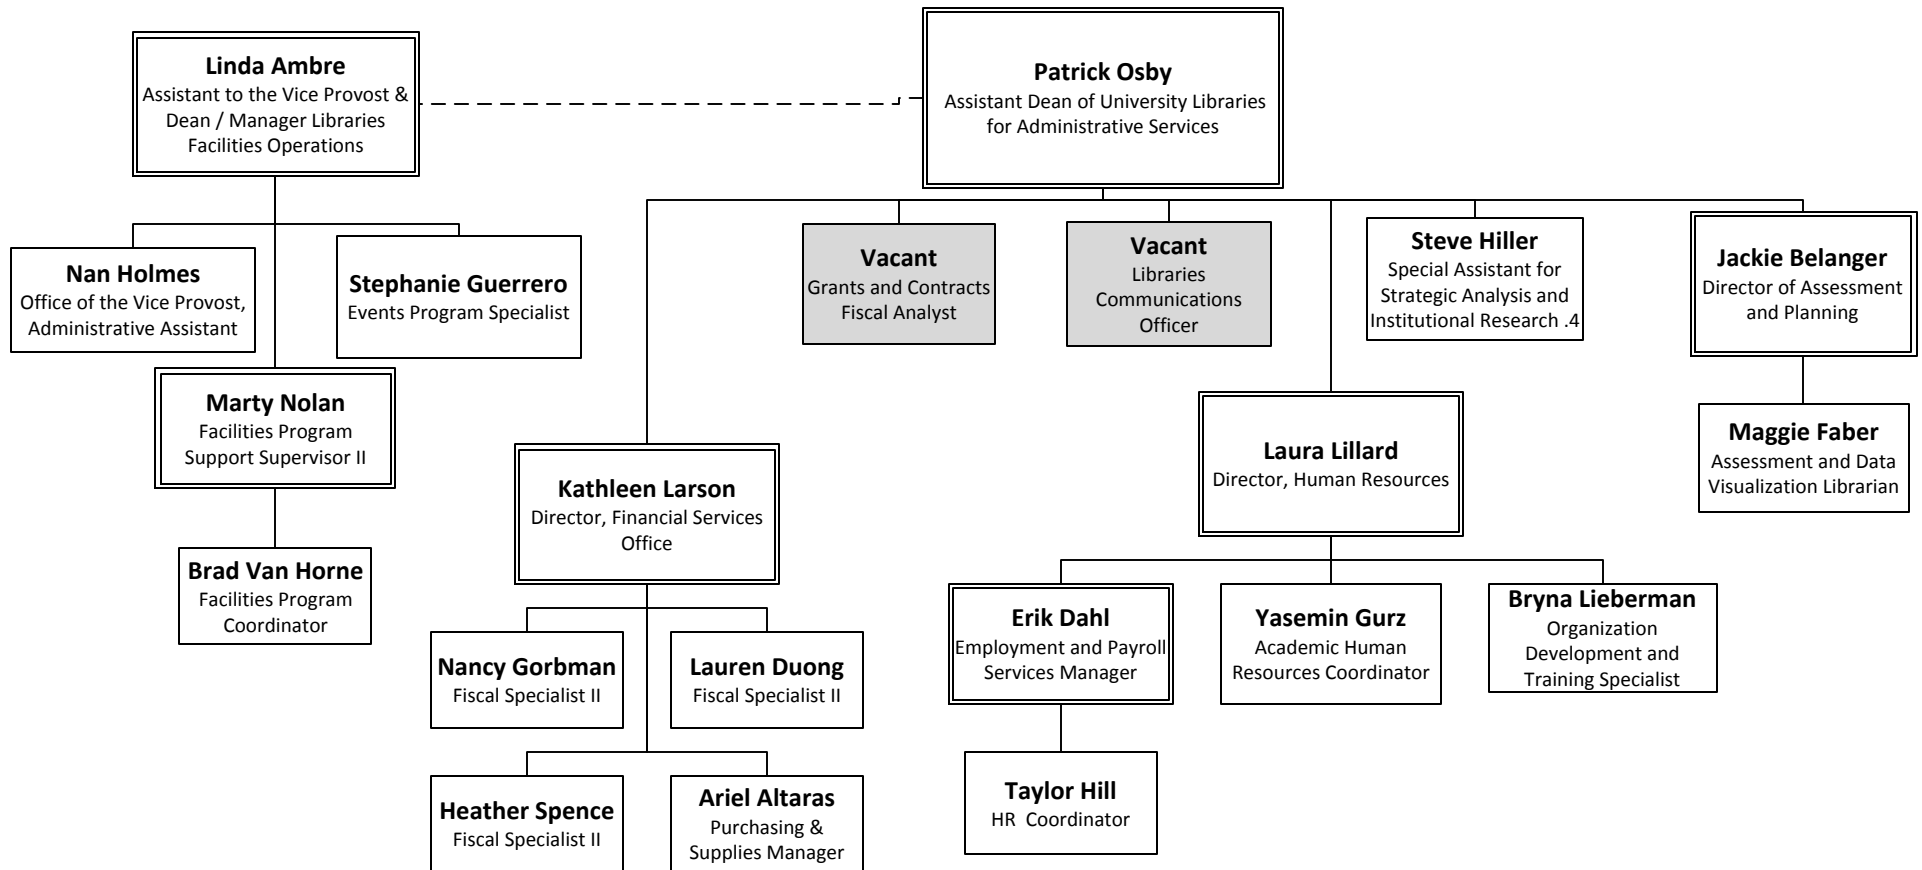 Linda Ambre
Assistant to the Vice Provost &
Dean / Manager Libraries
Facilities Operations
Patrick Osby
Assistant Dean of University Libraries
for Administrative Services
Nan Holmes
Office of the Vice Provost,
Administrative Assistant
Stephanie Guerrero
Events Program Specialist
Vacant
Grants and Contracts
Fiscal Analyst
Vacant
Libraries
Communications
Officer
Steve Hiller
Special Assistant for
Strategic Analysis and
Institutional Research .4
Jackie Belanger
Director of Assessment
and Planning
Marty Nolan
Facilities Program
Support Supervisor II
Kathleen Larson
Director, Financial Services
Office
Laura Lillard
Director, Human Resources
Maggie Faber
Assessment and Data
Visualization Librarian
Brad Van Horne
Facilities Program
Coordinator
Nancy Gorbman
Fiscal Specialist II
Lauren Duong
Fiscal Specialist II
Erik Dahl
Employment and Payroll
Services Manager
Yasemin Gurz
Academic Human
Resources Coordinator
Bryna Lieberman
Organization
Development and
Training Specialist
Heather Spence
Fiscal Specialist II
Ariel Altaras
Purchasing &
Supplies Manager
Taylor Hill
HR  Coordinator